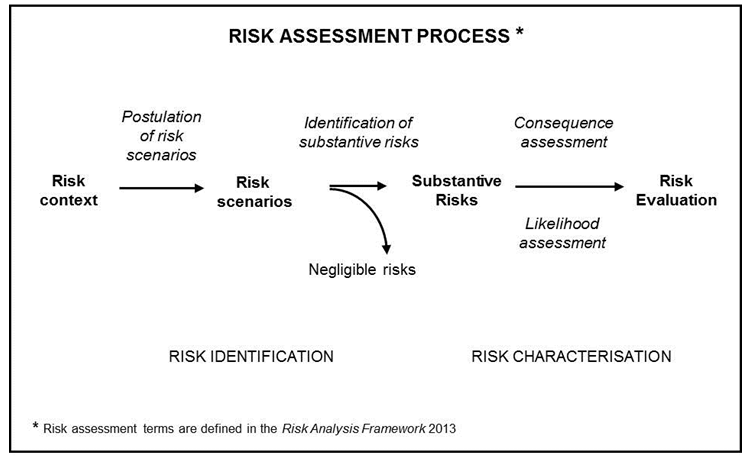 RISK ASSESSMENT PROCESS *
Postulation
of risk
scenarios
Identification of
substantive risks
Consequence
assessment
Risk
context
Risk
scenarios
Substantive
Risks
Risk
Evaluation
Likelihood
assessment
Negligible risks
RISK IDENTIFICATION
RISK CHARACTERISATION
* Risk assessment terms are defined in the Risk Analysis Framework 2013